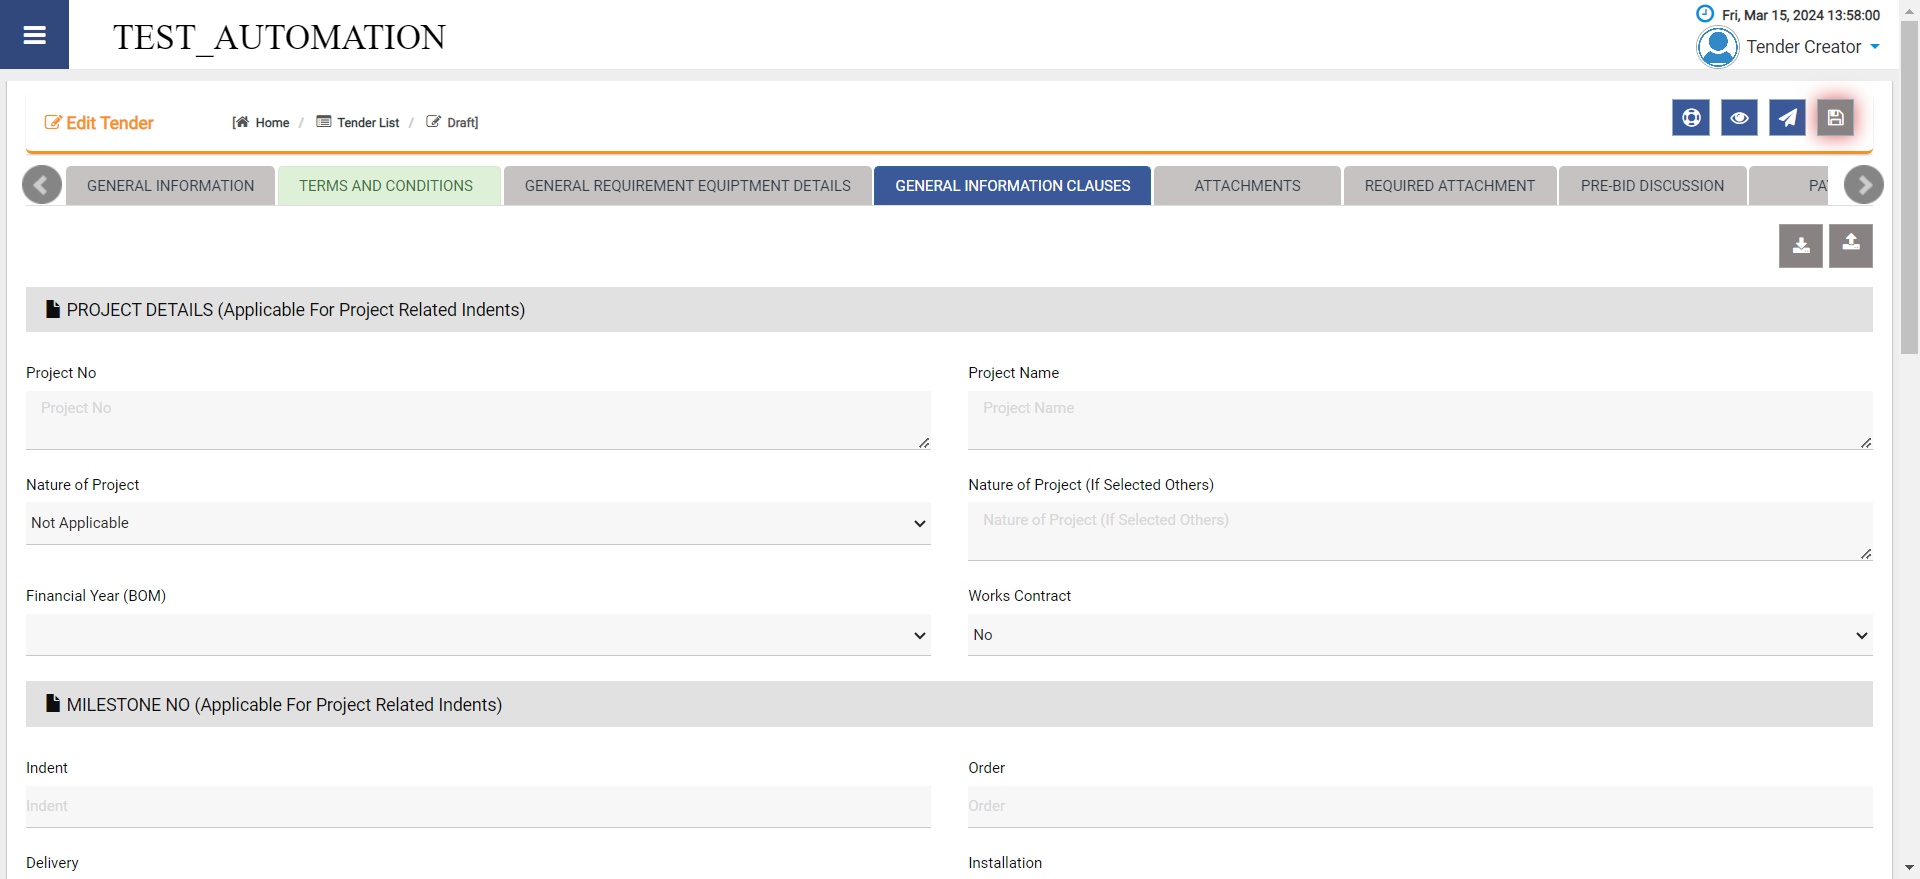 TEST_AUTOMATION
Fri, Mar 15, 2024 13:58:00
Tender Creator
Edit Tender
[ Home / Tender List / Draft]
GENERAL INFORMATION
TERMS AND CONDITIONS
GENERAL REQUIREMENT EQUIPTMENT DETAILS
GENERAL INFORMATION CLAUSES
ATTACHMENTS
REQUIRED ATTACHMENT
PRE-BID DISCUSSION
PROJECT DETAILS (Applicable For Project Related Indents)
Project No
Project Name
Project No
Project Name
Nature of Project
Nature of Project (If Selected Others)
Not Applicable
Nature of Project (If Selected Others)
Financial Year (BOM)
Works Contract
No
MILESTONE NO (Applicable For Project Related Indents)
Indent
Order
Indent
Order
Delivery
Installation